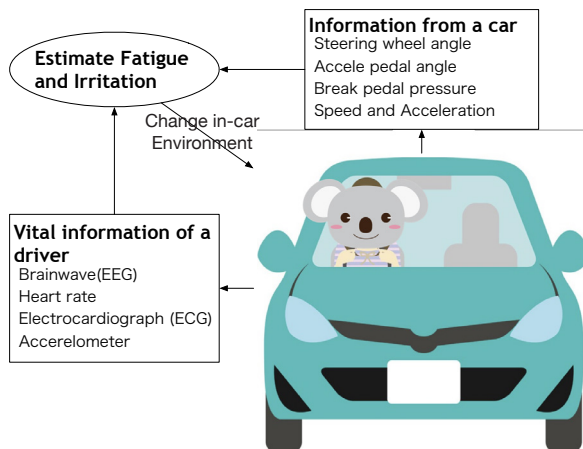 Estimate Fatigue
and Irritation
Information from a car
Steering wheel angle
Accele pedal angle
Break pedal pressure
Speed and Acceleration
Change in-car
Environment
Vital information of a
driver
Brainwave(EEG)
Heart rate
Electrocardiograph (ECG)
Accerelometer